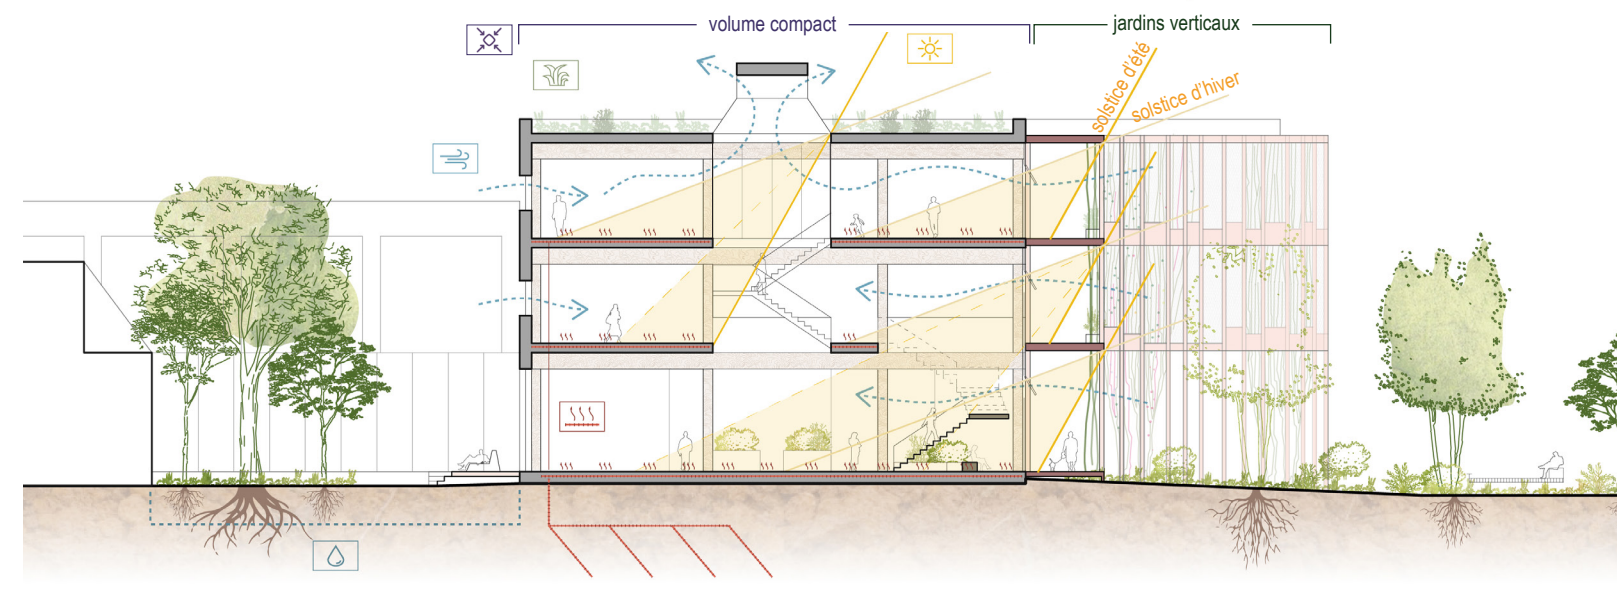 volume compact
jardins verticaux
solstice d'été
solstice d'hiver